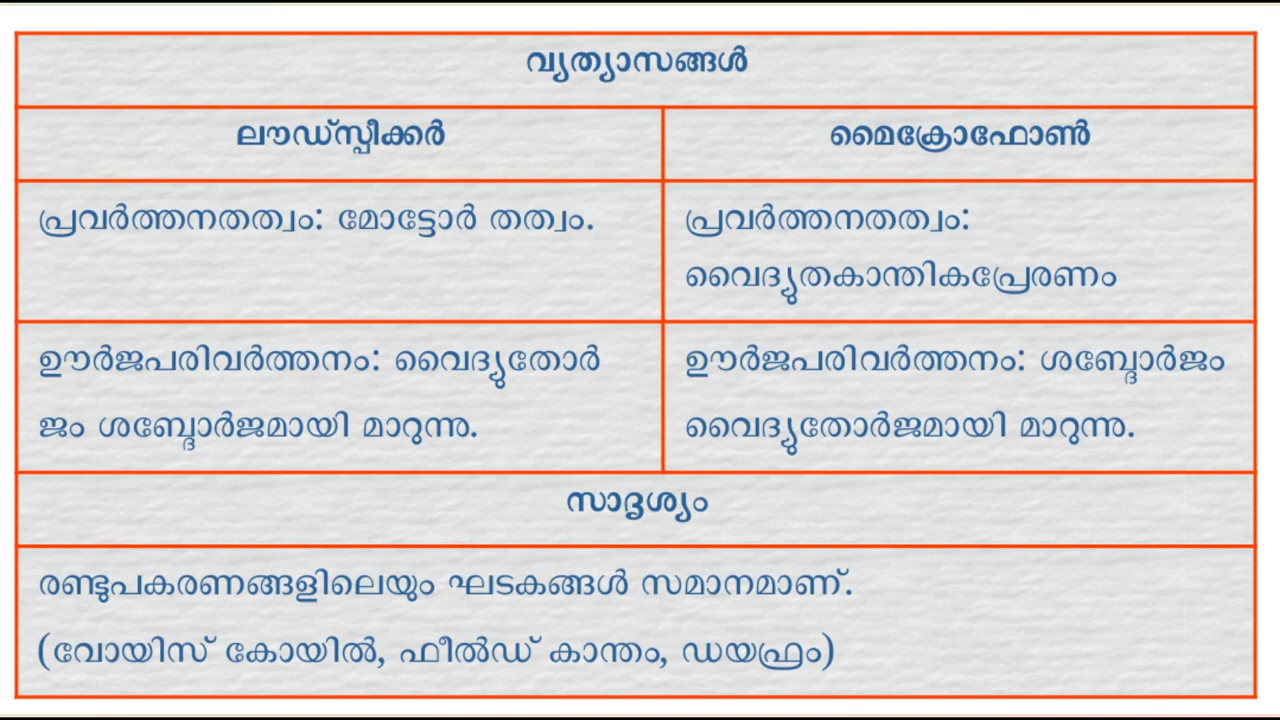 വ്യത്യാസങ്ങൾ
ലൗഡ്സ്പീക്കർ
മൈക്രോഫോൺ
പ്രവർത്തനതത്വം: മോട്ടോർ തത്വം.
പ്രവർത്തനതത്വം:
വൈദ്യുതകാന്തികപ്രേരണം
ഊർജപരിവർത്തനം: വൈദ്യുതോർ
ജം ശബ്ദോർജമായി മാറുന്നു.
ഊർജപരിവർത്തനം: ശബ്ദോർജം
വൈദ്യുതോർജമായി മാറുന്നു.
സാദൃശ്യം
രണ്ടുപകരണങ്ങളിലെയും ഘടകങ്ങൾ സമാനമാണ്.
(വോയിസ് കോയിൽ, ഫീൽഡ് കാന്തം, ഡയഫ്രം)